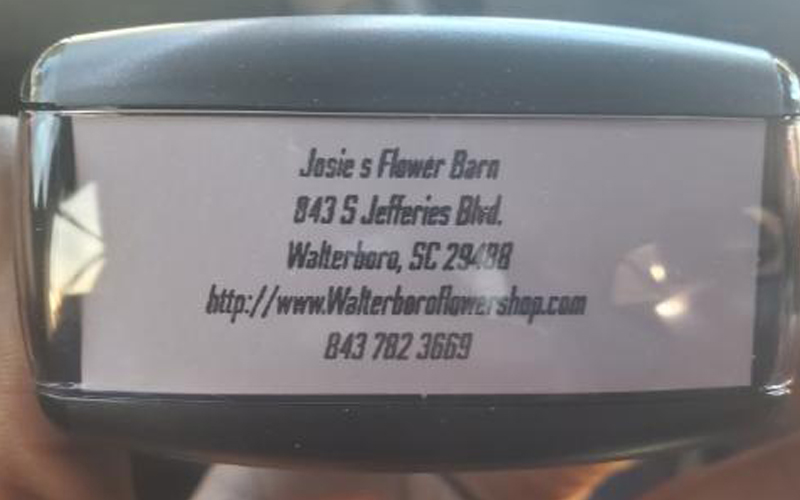 Josie s Flower Barn
843 S Jefferies Blvd.
Walterboro, SC 29488
http://www.Walterboroflowershop.com
843 782 3669